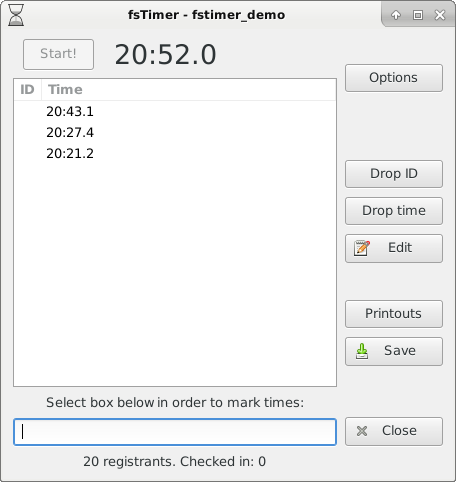 fsTimer - fstimer_demo
Start!
20:52.0
Options
ID Time
20:43.1
20:27.4
20:21.2
Drop ID
Drop time
Edit
Printouts
Save
Select box below in order to mark times:
Close
20 registrants. Checked in: 0